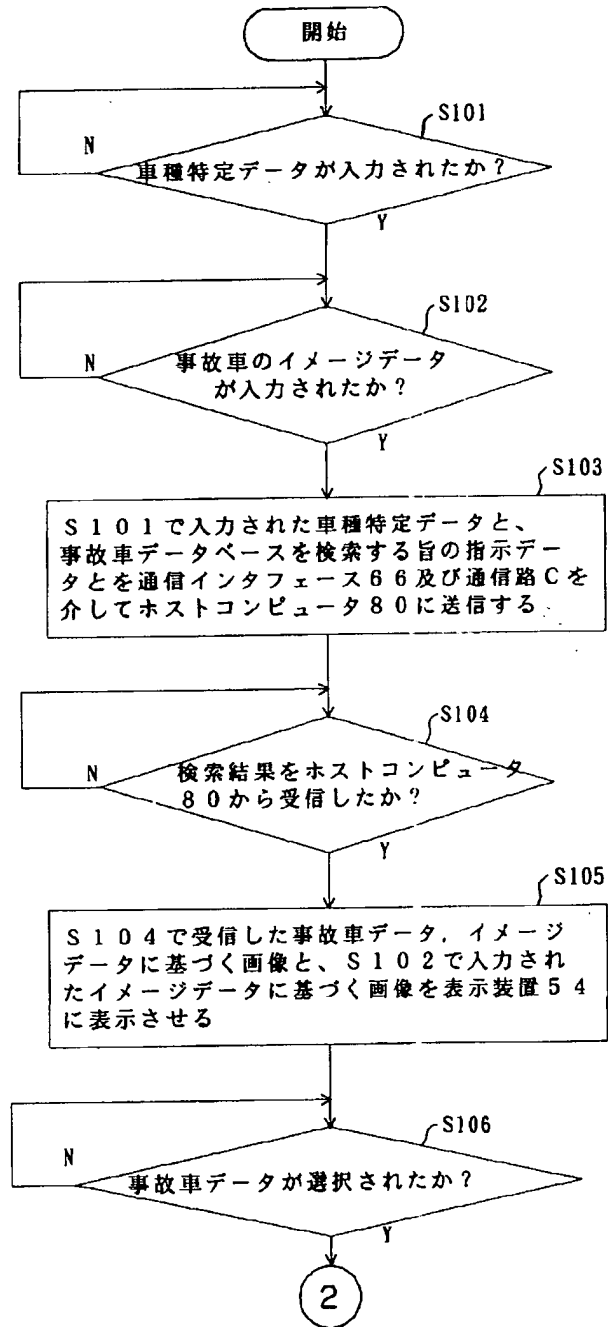 開始
S101
N
車種特定データが入力されたか?
Y
S102
N
事故車のイメージデータ
が入力されたか?
Y
S103
S101で入力された車種特定データと、
事故車データベースを検索する旨の指示デー
タとを通信インタフェース66及び通信路Cを
介してホストコンピュータ80に送信する
S104
N
検索結果をホストコンピュータ
80から受信したか?
Y
S105
S104で受信した事故車データ, イメージ
データに基づく画像と、S102で入力され
たイメージデータに基づく画像を表示装置54
に表示させる
S106
N
事故車データが選択されたか?
Y
2